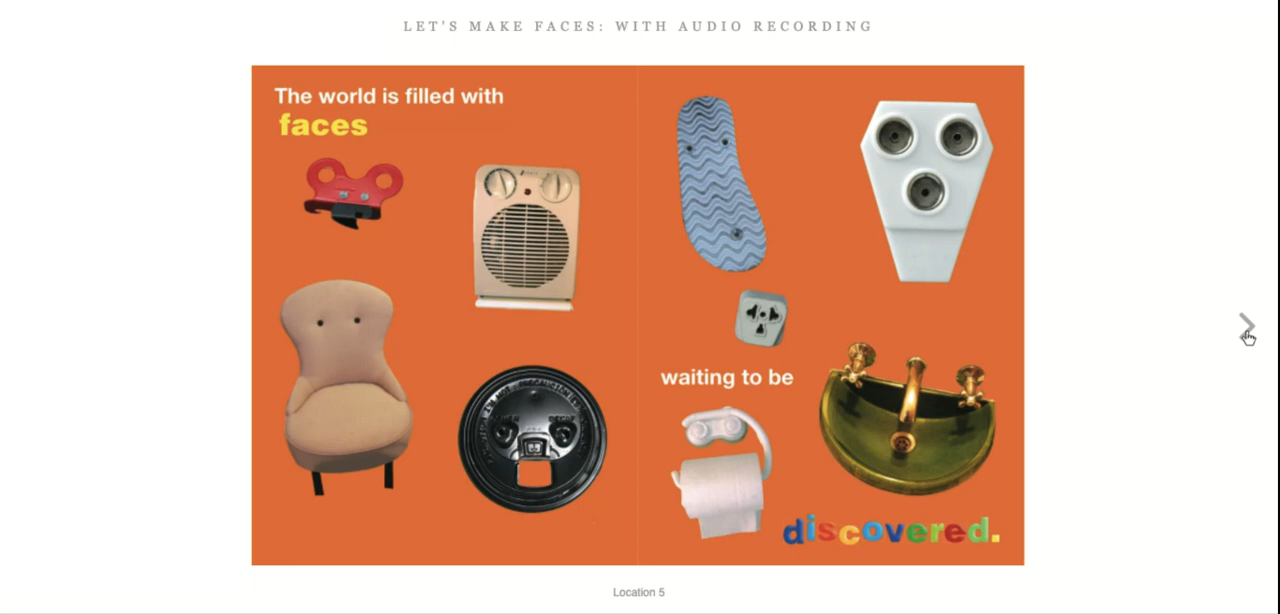 LET'S MAKE FACES: WITH AUDIO RECORDING
The world is filled with
faces
waiting to be
discovered.
Location 5